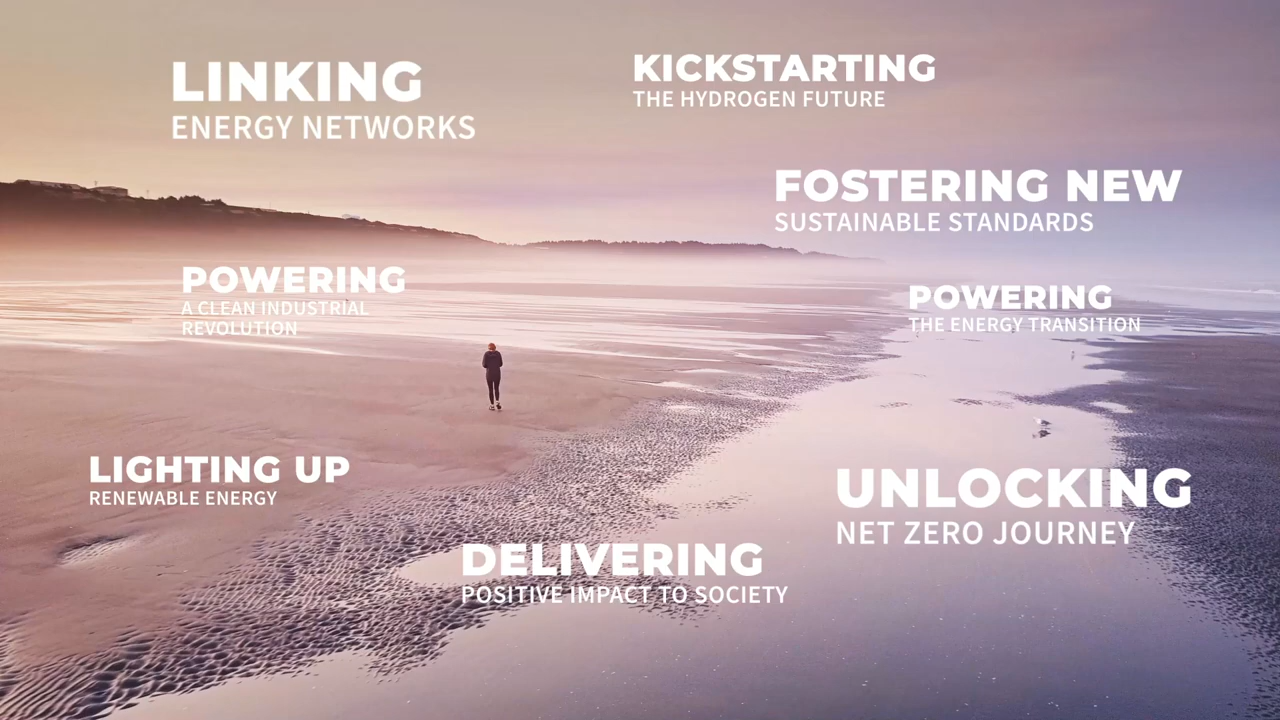 LINKING
ENERGY NETWORKS
KICKSTARTING
THE HYDROGEN FUTURE
FOSTERING NEW
SUSTAINABLE STANDARDS
POWERING
A CLEAN INDUSTRIAL
REVOLUTION
POWERING
THE ENERGY TRANSITION
LIGHTING UP
RENEWABLE ENERGY
UNLOCKING
NET ZERO JOURNEY
DELIVERING
POSITIVE IMPACT TO SOCIETY